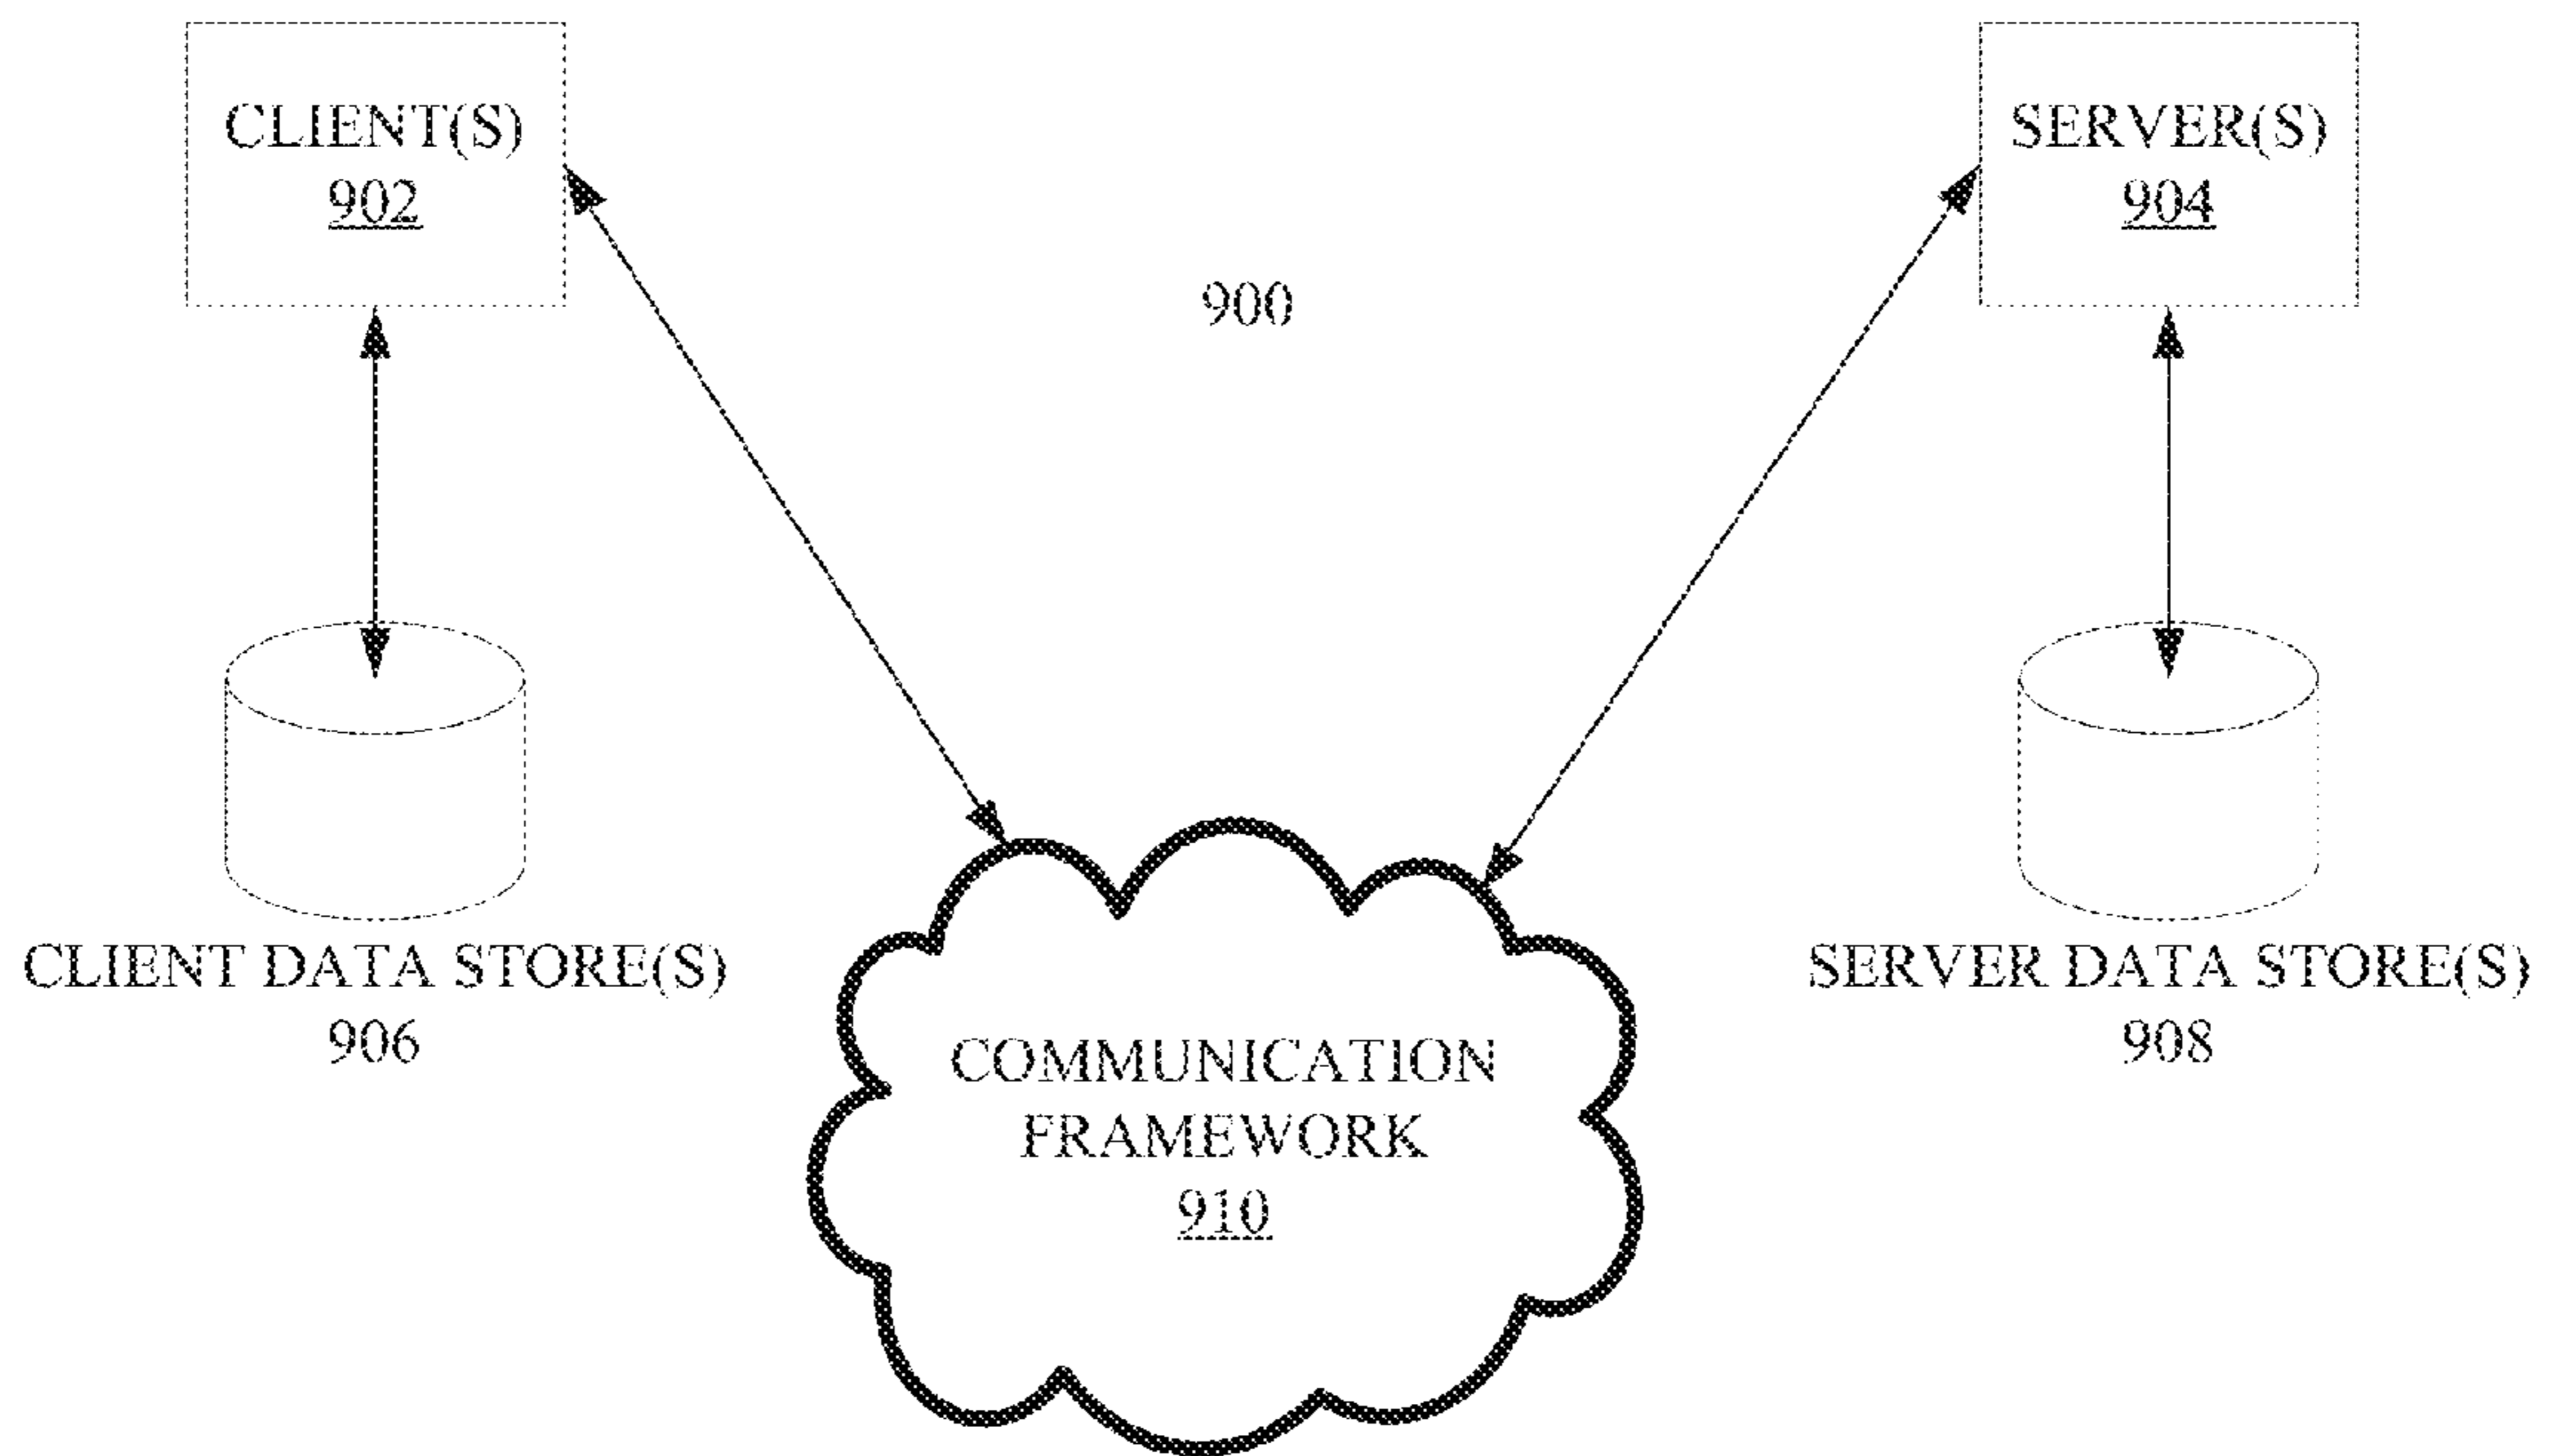 CLIENT(S)
902
SERVER(S)
904
900
CLIENT DATA STORE(S)
906
SERVER DATA STORE(S)
908
COMMUNICATION
FRAMEWORK
910